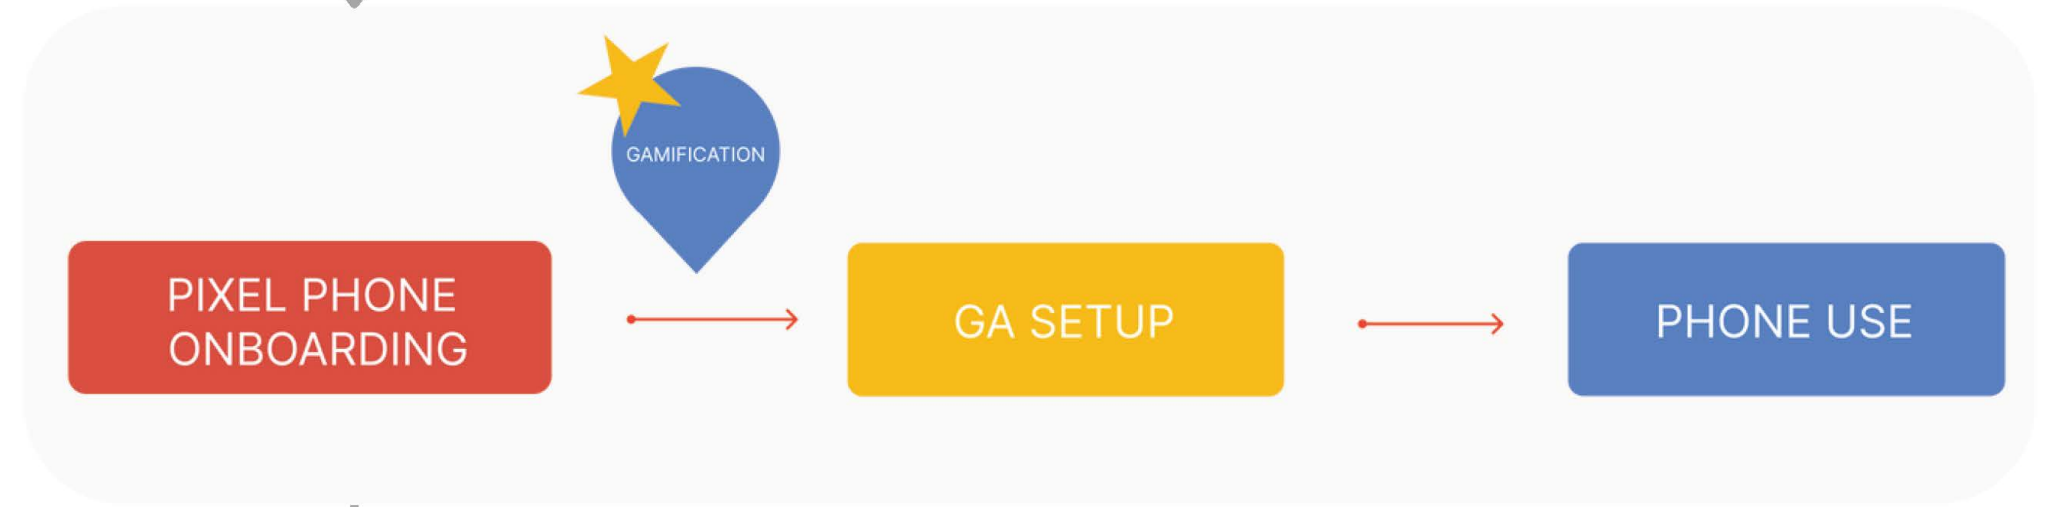 GAMIFICATION
PIXEL PHONE
ONBOARDING
GA SETUP
PHONE USE